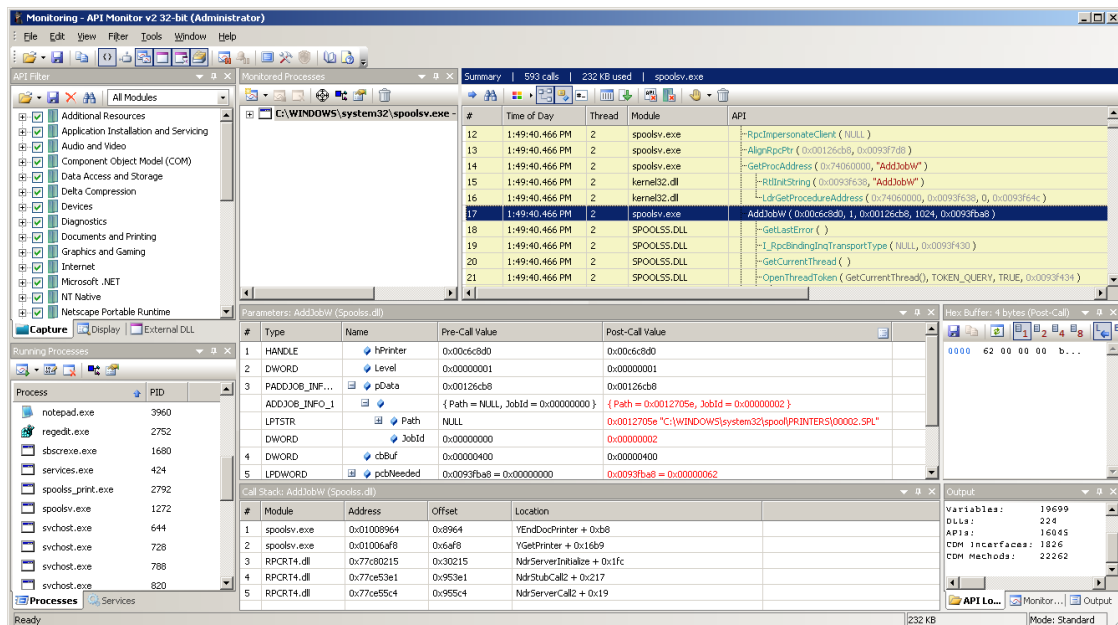 Monitoring - API Monitor v2 32-bit (Administrator)
File Edit View Filter Tools Window Help
API Filter
All Modules
Additional Resources
Application Installation and Servicing
Audio and Video
Component Object Model (COM)
Data Access and Storage
Delta Compression
Devices
Diagnostics
Documents and Printing
Graphics and Gaming
Internet
Microsoft .NET
NT Native
Netscape Portable Runtime
Capture Display External DLL
Monitored Processes
C:\WINDOWS\system32\spoolsv.exe -
Summary | 593 calls | 232 KB used | spoolsv.exe
# Time of Day Thread Module API
12 1:49:40.466 PM 2 spoolsv.exe RpcImpersonateClient ( NULL )
13 1:49:40.466 PM 2 spoolsv.exe AlignRpcPtr ( 0x00126cb8, 0x0093f7d8 )
14 1:49:40.466 PM 2 spoolsv.exe GetProcAddress ( 0x74060000, "AddJobW" )
15 1:49:40.466 PM 2 kernel32.dll RtlInitString ( 0x0093f638, "AddJobW" )
16 1:49:40.466 PM 2 kernel32.dll LdrGetProcedureAddress ( 0x74060000, 0x0093f638, 0, 0x0093f64c )
17 1:49:40.466 PM 2 spoolsv.exe AddJobW ( 0x00c6c8d0, 1, 0x00126cb8, 1024, 0x0093fba8 )
18 1:49:40.466 PM 2 SPOOLSS.DLL GetLastError ( )
19 1:49:40.466 PM 2 SPOOLSS.DLL I_RpcBindingInqTransportType ( NULL, 0x0093f430 )
20 1:49:40.466 PM 2 SPOOLSS.DLL GetCurrentThread ( )
21 1:49:40.466 PM 2 SPOOLSS.DLL OpenThreadToken ( GetCurrentThread(), TOKEN_QUERY, TRUE, 0x0093f434 )
Parameters: AddJobW (Spoolss.dll)
# Type Name Pre-Call Value Post-Call Value
1 HANDLE hPrinter 0x00c6c8d0 0x00c6c8d0
2 DWORD Level 0x00000001 0x00000001
3 PADDJOB_INF... pData 0x00126cb8 0x00126cb8
ADDJOB_INFO_1 { Path = NULL, JobId = 0x00000000 } { Path = 0x0012705e, JobId = 0x00000002 }
LPTSTR Path NULL 0x0012705e "C:\WINDOWS\system32\spool\PRINTERS\00002.SPL"
DWORD JobId 0x00000000 0x00000002
4 DWORD cbBuf 0x00000400 0x00000400
5 LPDWORD pcbNeeded 0x0093fba8 = 0x00000000 0x0093fba8 = 0x00000062
Hex Buffer: 4 bytes (Post-Call)
1 2 4 8
0000 62 00 00 00 b...
Running Processes
Process PID
notepad.exe 3960
regedit.exe 2752
sbscrexe.exe 1680
services.exe 424
spoolss_print.exe 2792
spoolsv.exe 1272
svchost.exe 644
svchost.exe 728
svchost.exe 788
svchost.exe 820
Processes Services
Call Stack: AddJobW (Spoolss.dll)
# Module Address Offset Location
1 spoolsv.exe 0x01008964 0x8964 YEndDocPrinter + 0xb8
2 spoolsv.exe 0x01006af8 0x6af8 YGetPrinter + 0x16b9
3 RPCRT4.dll 0x77c80215 0x30215 NdrServerInitialize + 0x1fc
4 RPCRT4.dll 0x77ce53e1 0x953e1 NdrStubCall2 + 0x217
5 RPCRT4.dll 0x77ce55c4 0x955c4 NdrServerCall2 + 0x19
Output
Variables: 19699
DLLs: 224
APIs: 16045
COM Interfaces: 1826
COM Methods: 22262
API Lo... Monitor... Output
Ready 232 KB Mode: Standard